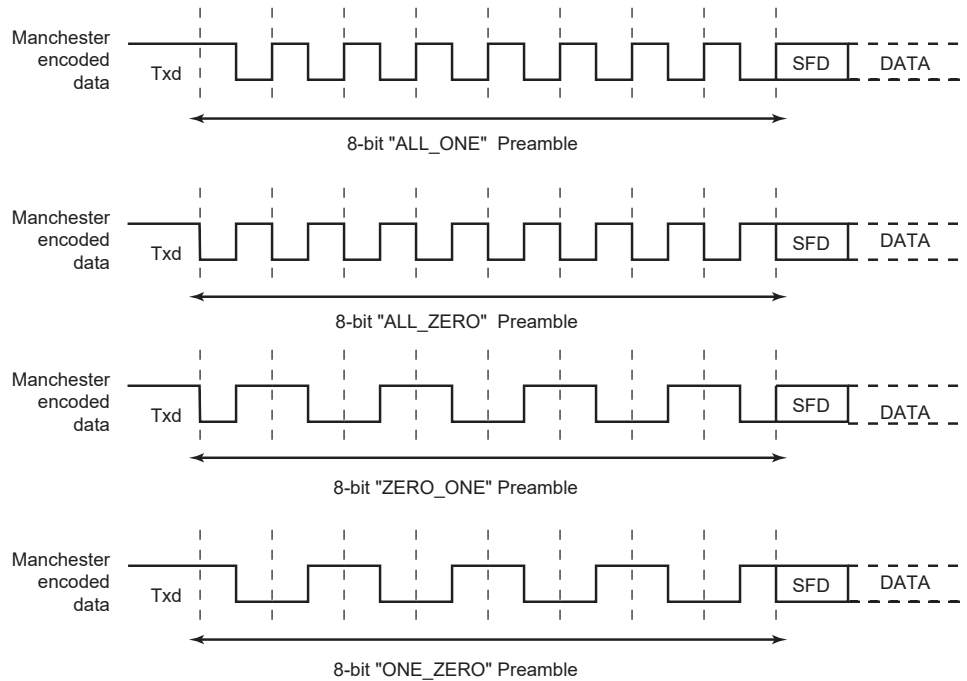 Manchester
encoded
data
Txd
SFD
DATA
8-bit "ALL_ONE" Preamble
Manchester
encoded
data
Txd
SFD
DATA
8-bit "ALL_ZERO" Preamble
Manchester
encoded
data
Txd
SFD
DATA
8-bit "ZERO_ONE" Preamble
Manchester
encoded
data
Txd
SFD
DATA
8-bit "ONE_ZERO" Preamble